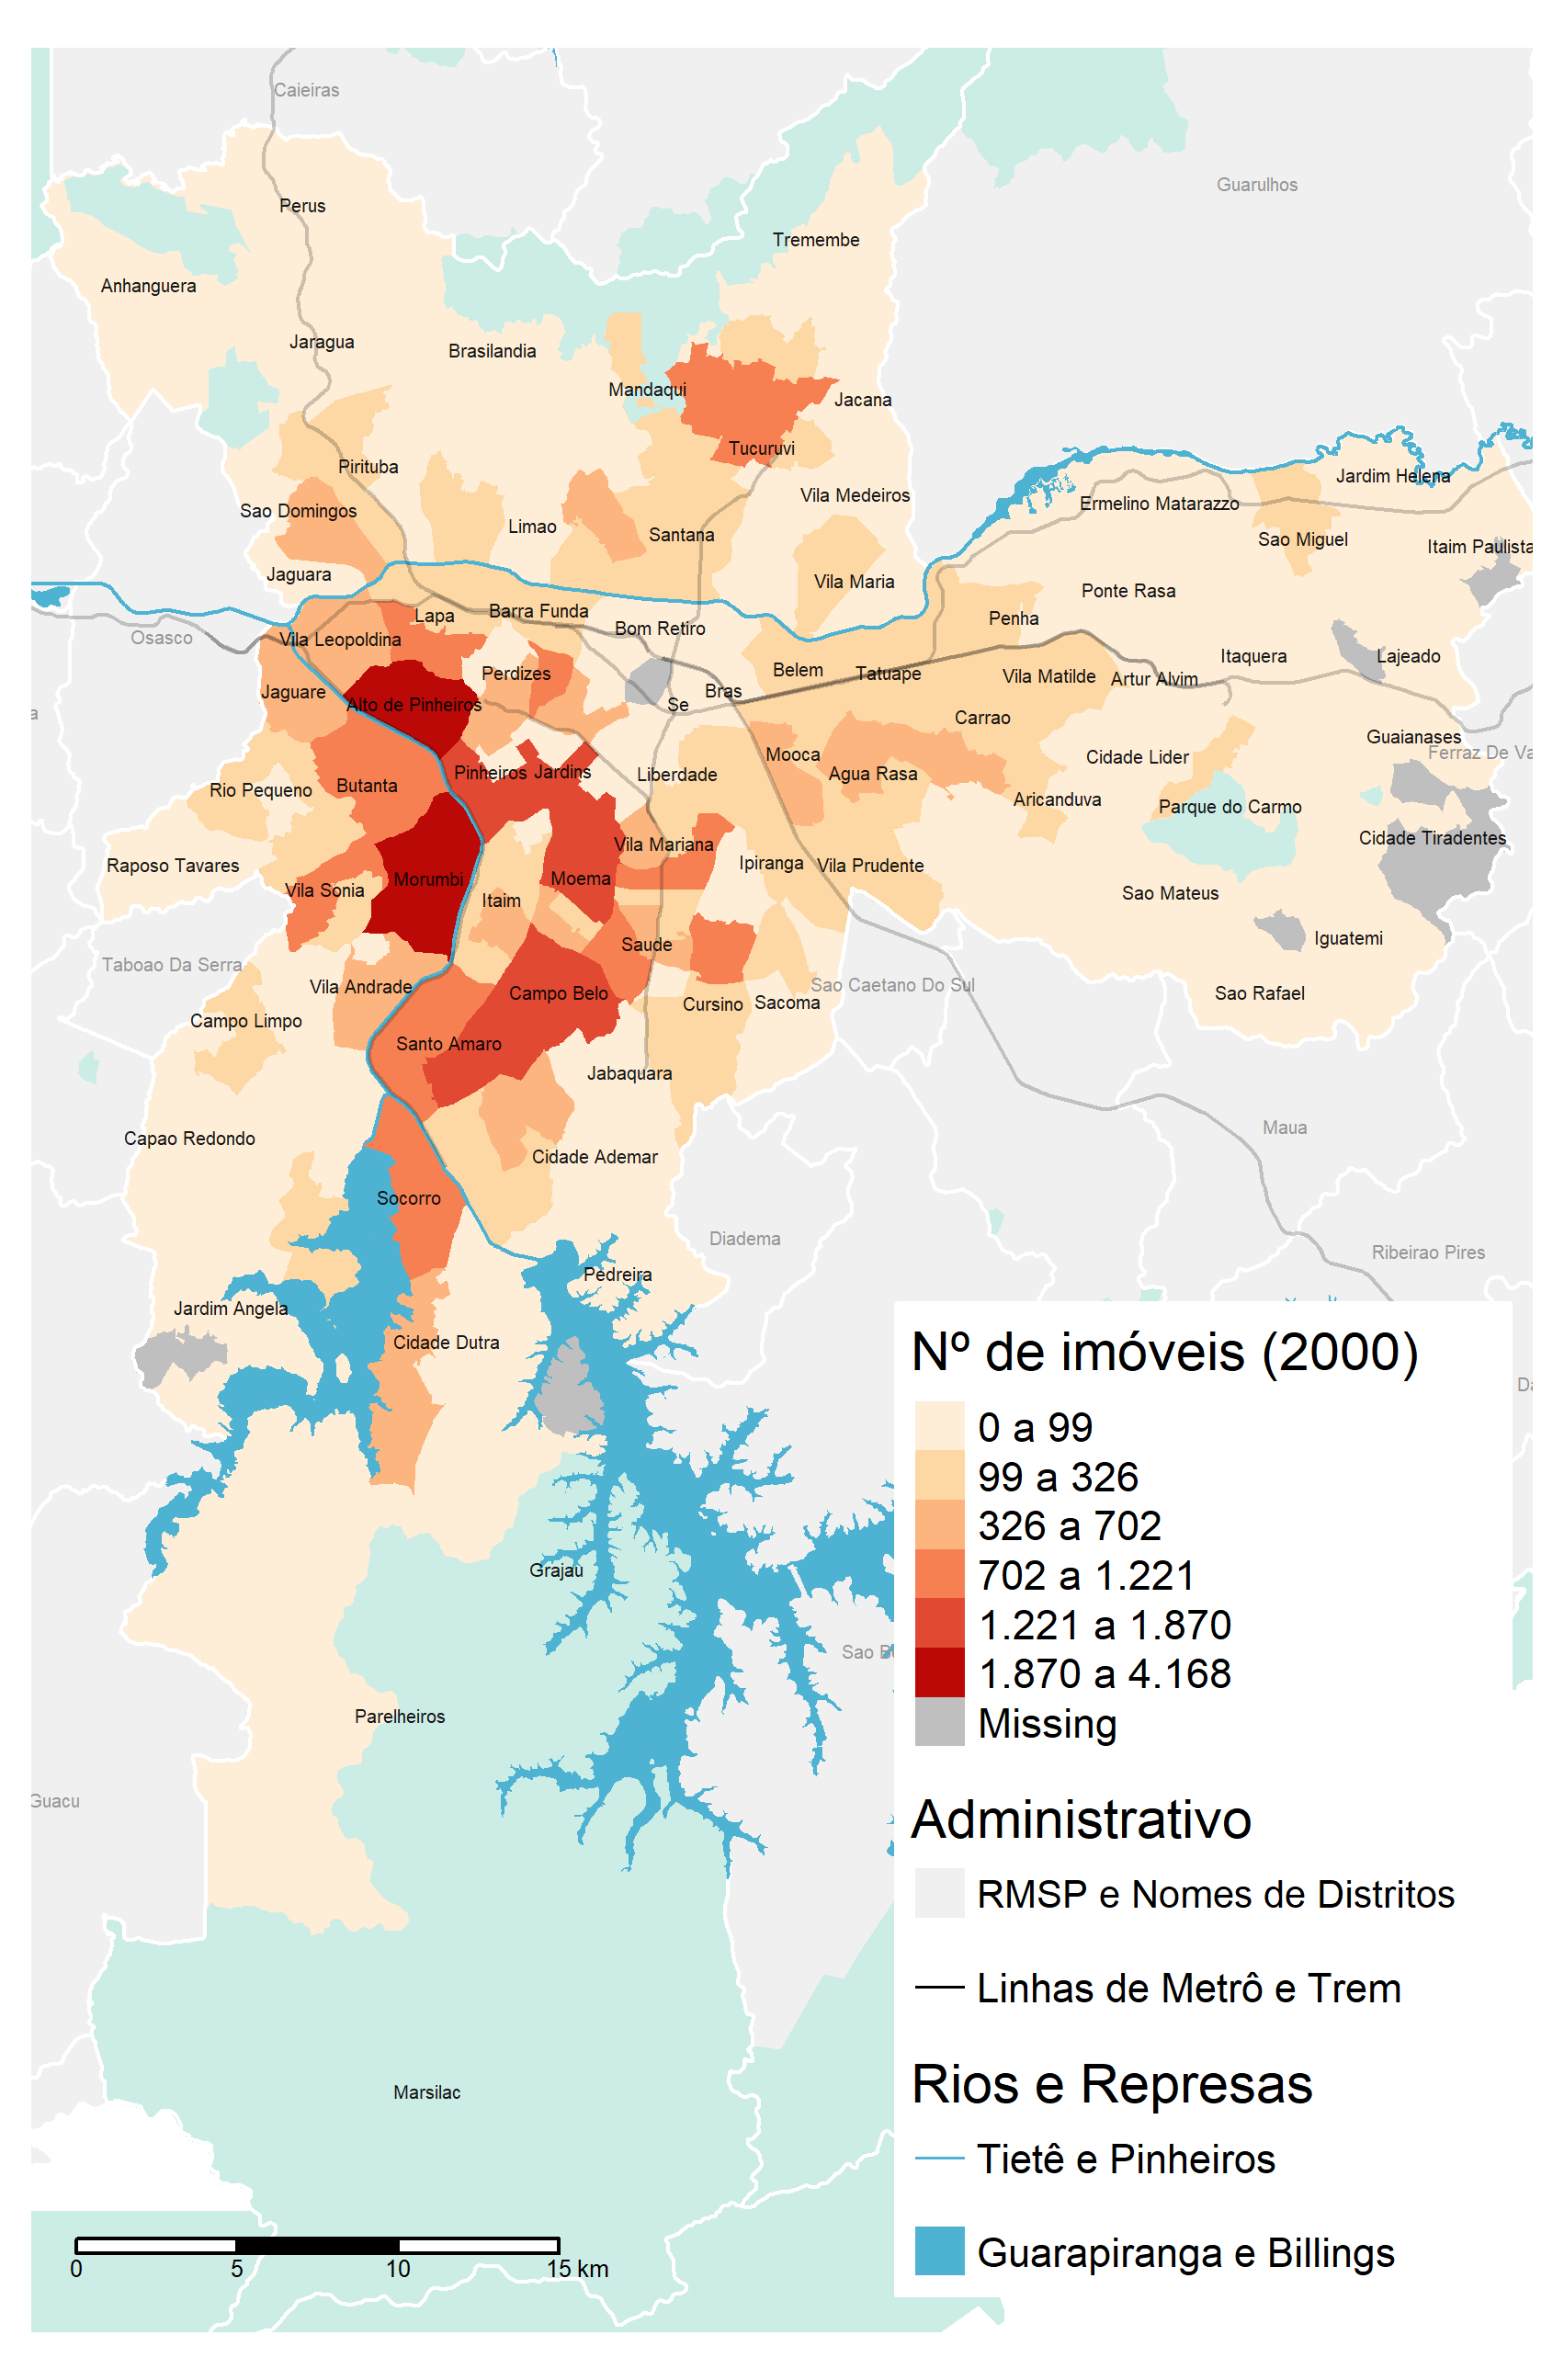 Caieiras
Guarulhos
Perus
Tremembe
Anhanguera
Jaragua
Brasilandia
Mandaqui
Jacana
Tucuruvi
Pirituba
Jardim Helena
Vila Medeiros
Ermelino Matarazzo
Sao Domingos
Limao
Santana
Sao Miguel
Itaim Paulista
Jaguara
Vila Maria
Ponte Rasa
Lapa
Barra Funda
Penha
Bom Retiro
Osasco
Vila Leopoldina
Itaquera
Lajeado
Perdizes
Belem
Tatuape
Vila Matilde
Artur Alvim
Jaguare
Bras
Alto de Pinheiros
Se
a
Carrao
Guaianases
Ferraz De Va
Mooca
Cidade Lider
Pinheiros
Jardins
Liberdade
Agua Rasa
Butanta
Rio Pequeno
Aricanduva
Parque do Carmo
Cidade Tiradentes
Vila Mariana
Raposo Tavares
Ipiranga
Vila Prudente
Morumbi
Moema
Vila Sonia
Sao Mateus
Itaim
Iguatemi
Saude
Taboao Da Serra
Vila Andrade
Sao Caetano Do Sul
Campo Belo
Sao Rafael
Cursino
Sacoma
Campo Limpo
Santo Amaro
Jabaquara
Maua
Capao Redondo
Cidade Ademar
Socorro
Diadema
Ribeirao Pires
Pedreira
Jardim Angela
Cidade Dutra
Da
Nº de imóveis (2000)
0 a 99
99 a 326
326 a 702
702 a 1.221
1.221 a 1.870
1.870 a 4.168
Missing
Grajau
Sao Be
Parelheiros
Guacu
Administrativo
RMSP e Nomes de Distritos
Linhas de Metrô e Trem
Marsilac
Rios e Represas
Tietê e Pinheiros
Guarapiranga e Billings
0 5 10 15 km